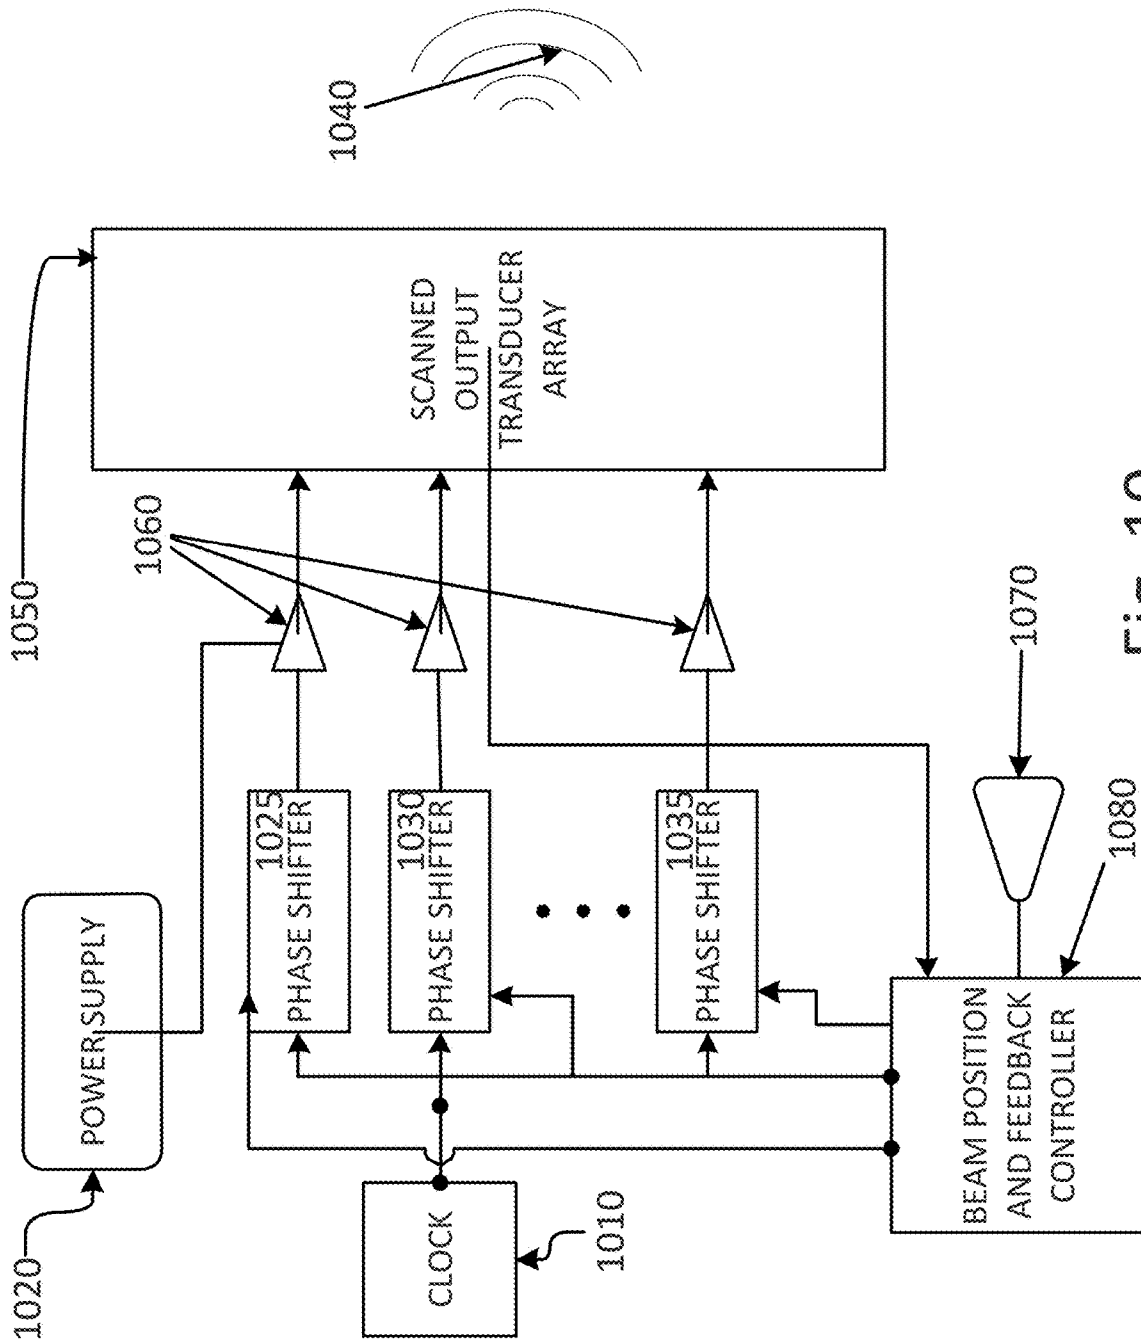 1020
POWER SUPPLY
1050
1060
1040
1025
PHASE SHIFTER
1030
PHASE SHIFTER
1035
PHASE SHIFTER
SCANNED
OUTPUT
TRANSDUCER
ARRAY
CLOCK
1010
BEAM POSITION
AND FEEDBACK
CONTROLLER
1070
1080